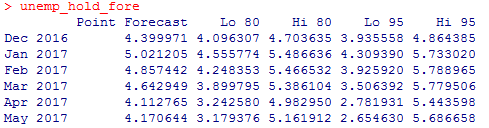 > unemp_hold_fore
Point Forecast Lo 80 Hi 80 Lo 95 Hi 95
Dec 2016 4.399971 4.096307 4.703635 3.935558 4.864385
Jan 2017 5.021205 4.555774 5.486636 4.309390 5.733020
Feb 2017 4.857442 4.248353 5.466532 3.925920 5.788965
Mar 2017 4.642949 3.899795 5.386104 3.506392 5.779506
Apr 2017 4.112765 3.242580 4.982950 2.781931 5.443598
May 2017 4.170644 3.179376 5.161912 2.654630 5.686658